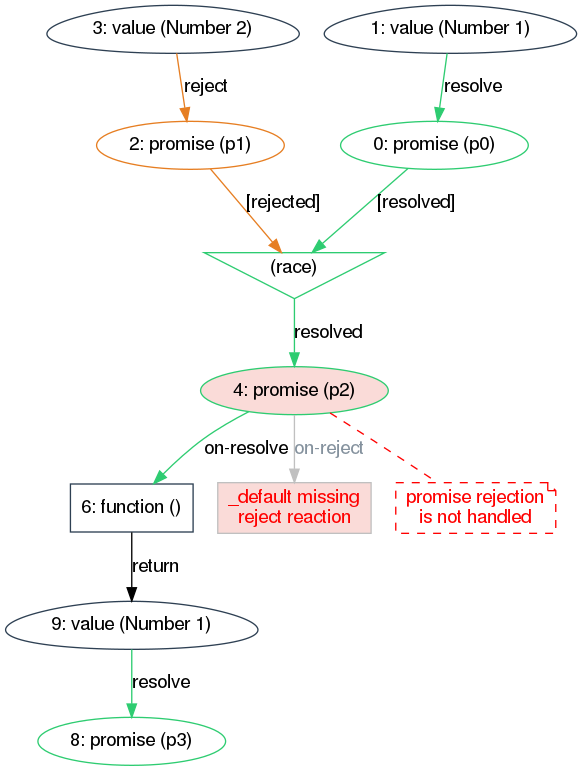 3: value (Number 2)
1: value (Number 1)
reject
resolve
2: promise (p1)
0: promise (p0)
[rejected]
[resolved]
(race)
resolved
4: promise (p2)
on-resolve
on-reject
6: function ()
_default missing
reject reaction
promise rejection
is not handled
return
9: value (Number 1)
resolve
8: promise (p3)